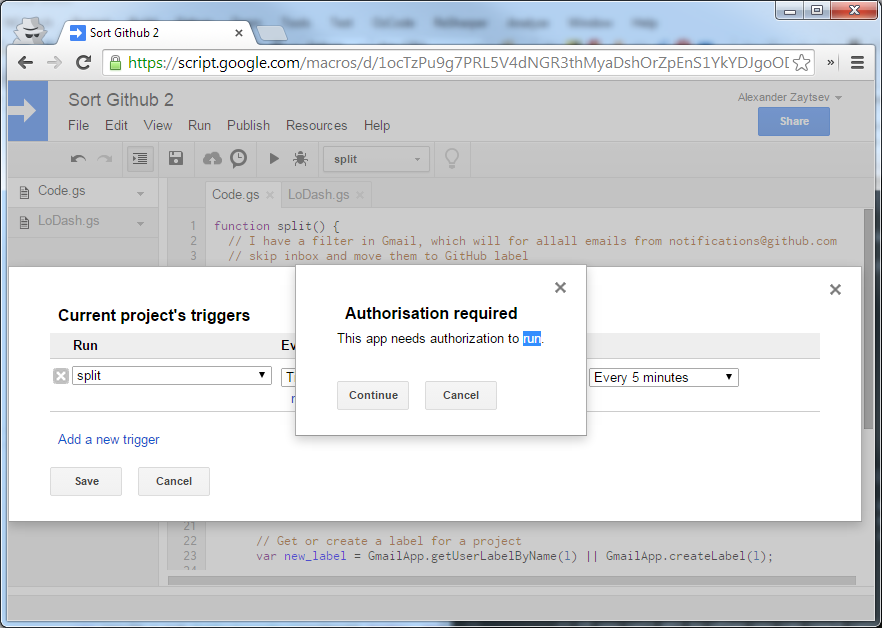 Sort Github 2
https://script.google.com/macros/d/1ocTzPu9g7PRL5V4dNGR3thMyaDshOrZpEnS1YkYDJgoOD
Sort Github 2
Alexander Zaytsev
File Edit View Run Publish Resources Help
Share
split
Code.gs
LoDash.gs
Code.gs LoDash.gs
1 function split() {
2 // I have a filter in Gmail, which will for allall emails from notifications@github.com
3 // skip inbox and move them to GitHub label
Current project's triggers
Run Ev
split
Every 5 minutes
Add a new trigger
Save Cancel
Authorisation required
This app needs authorization to run.
Continue Cancel
21
22 // Get or create a label for a project
23 var new_label = GmailApp.getUserLabelByName(l) || GmailApp.createLabel(l);